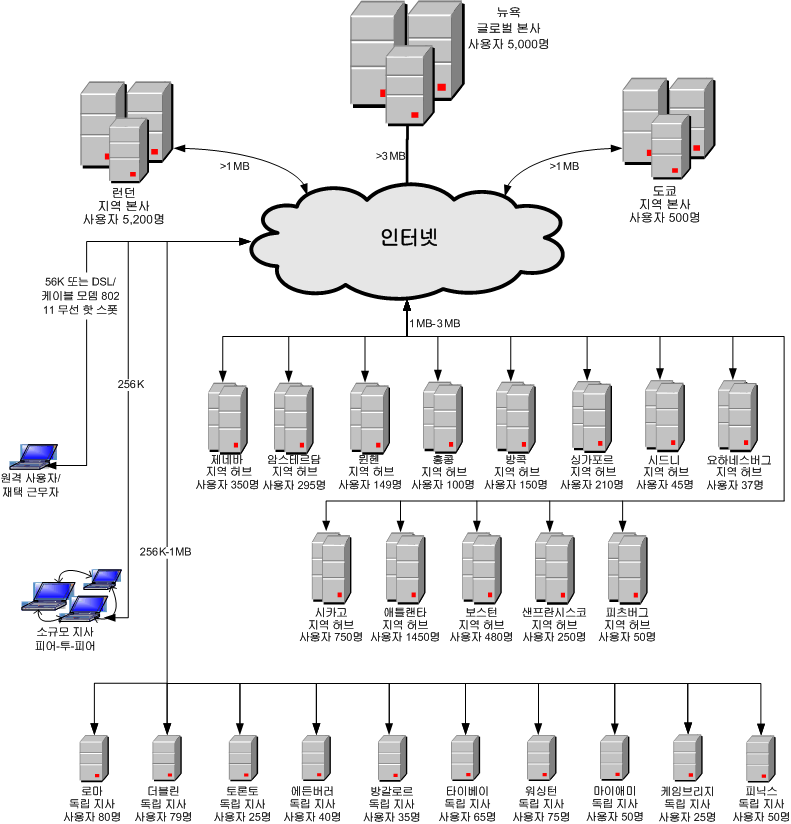 뉴욕
글로벌 본사
사용자 5,000명
>3 MB
런던
지역 본사
사용자 5,200명
>1 MB
>1 MB
도쿄
지역 본사
사용자 500명
인터넷
56K 또는 DSL/
케이블 모뎀 802
11 무선 핫 스폿
1 MB-3 MB
256 K
256 K-1MB
원격 사용자/
재택 근무자
소규모 지사
피어-투-피어
제네바
지역 허브
사용자 350명
암스테르담
지역 허브
사용자 295명
뮌헨
지역 허브
사용자 149명
홍콩
지역 허브
사용자 100명
방콕
지역 허브
사용자 150명
싱가포르
지역 허브
사용자 210명
시드니
지역 허브
사용자 45명
요하네스버그
지역 허브
사용자 37명
시카고
지역 허브
사용자 750명
애틀랜타
지역 허브
사용자 1450명
보스턴
지역 허브
사용자 480명
샌프란시스코
지역 허브
사용자 250명
피츠버그
지역 허브
사용자 50명
로마
독립 지사
사용자 80명
더블린
독립 지사
사용자 79명
토론토
독립 지사
사용자 25명
에든버러
독립 지사
사용자 40명
방갈로르
독립 지사
사용자 35명
타이베이
독립 지사
사용자 65명
워싱턴
독립 지사
사용자 75명
마이애미
독립 지사
사용자 50명
케임브리지
독립 지사
사용자 25명
피닉스
독립 지사
사용자 50명